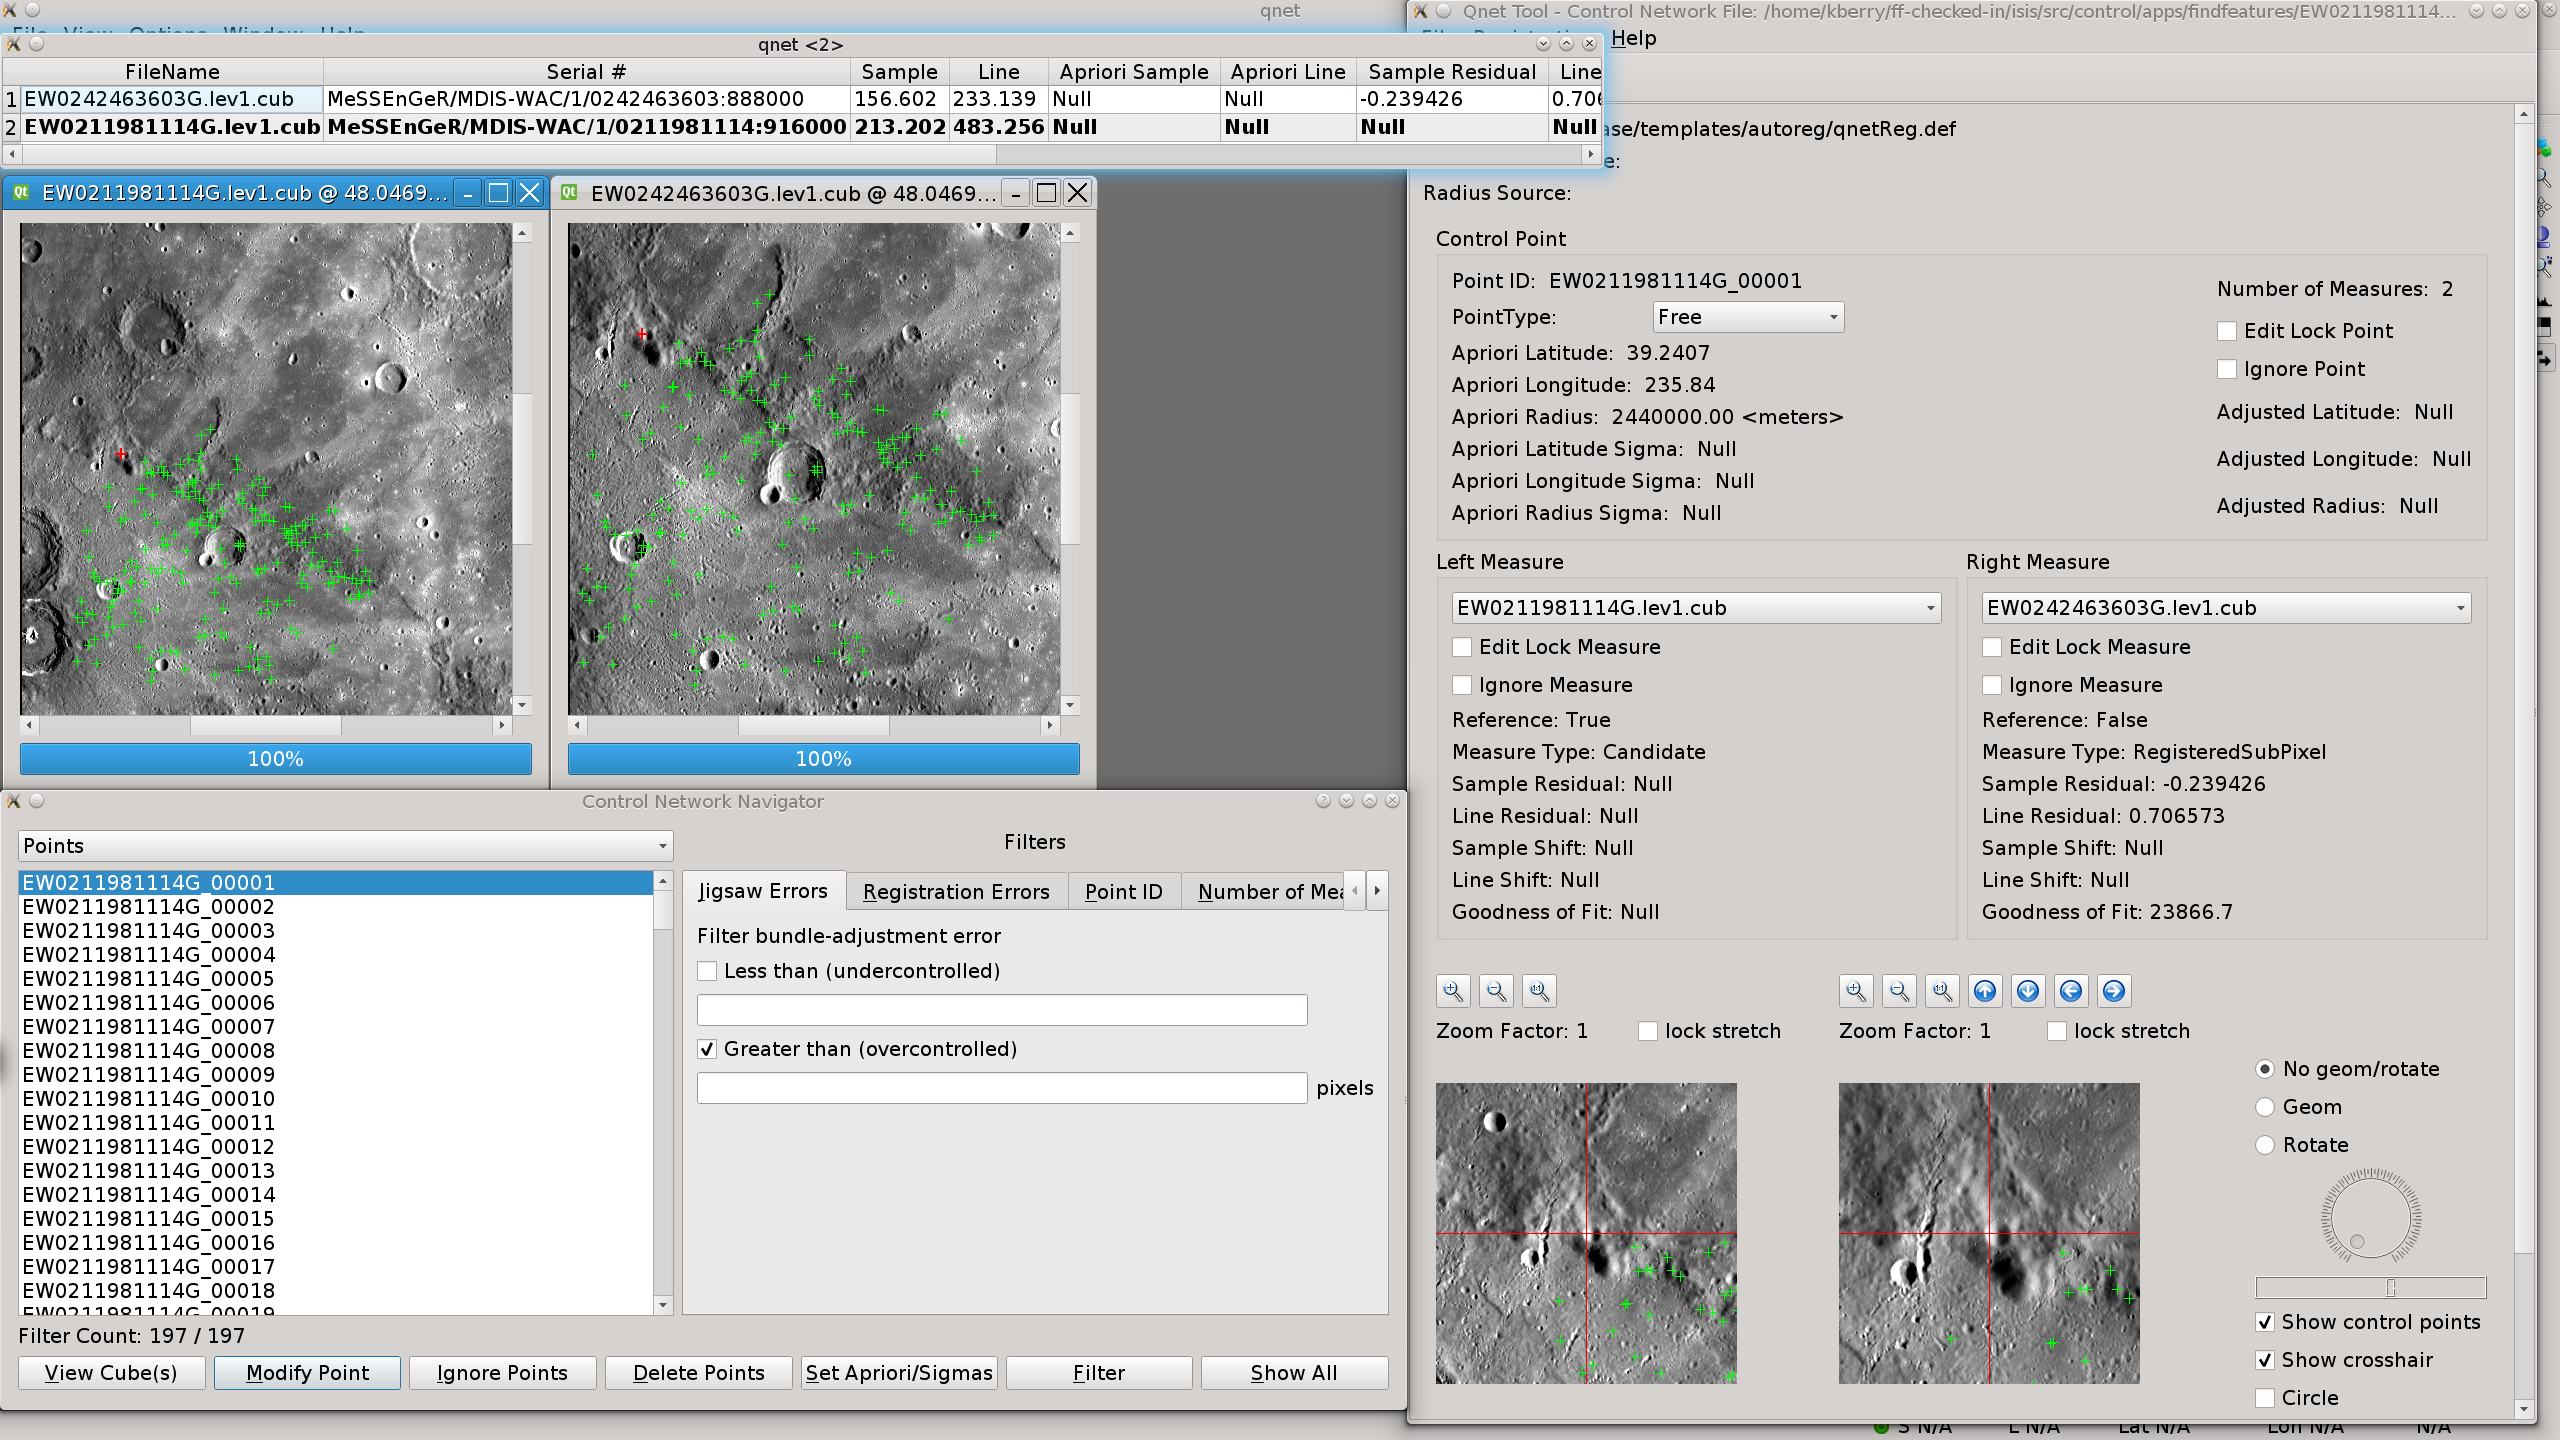 qnet
File View Options Window Help
qnet <2>
FileName Serial # Sample Line Apriori Sample Apriori Line Sample Residual Line
1 EW0242463603G.lev1.cub MeSSEnGeR/MDIS-WAC/1/0242463603:888000 156.602 233.139 Null Null -0.239426 0.706
2 EW0211981114G.lev1.cub MeSSEnGeR/MDIS-WAC/1/0211981114:916000 213.202 483.256 Null Null Null Null
EW0211981114G.lev1.cub @ 48.0469...
EW0242463603G.lev1.cub @ 48.0469...
100%
100%
Control Network Navigator
Points
Filters
EW0211981114G_00001
EW0211981114G_00002
EW0211981114G_00003
EW0211981114G_00004
EW0211981114G_00005
EW0211981114G_00006
EW0211981114G_00007
EW0211981114G_00008
EW0211981114G_00009
EW0211981114G_00010
EW0211981114G_00011
EW0211981114G_00012
EW0211981114G_00013
EW0211981114G_00014
EW0211981114G_00015
EW0211981114G_00016
EW0211981114G_00017
EW0211981114G_00018
EW0211981114G_00019
Jigsaw Errors Registration Errors Point ID Number of Mea
Filter bundle-adjustment error
Less than (undercontrolled)
Greater than (overcontrolled)
pixels
Filter Count: 197 / 197
View Cube(s) Modify Point Ignore Points Delete Points Set Apriori/Sigmas Filter Show All
Qnet Tool - Control Network File: /home/kberry/ff-checked-in/isis/src/control/apps/findfeatures/EW0211981114...
Help
ase/templates/autoreg/qnetReg.def
e:
Radius Source:
Control Point
Point ID: EW0211981114G_00001
PointType: Free
Apriori Latitude: 39.2407
Apriori Longitude: 235.84
Apriori Radius: 2440000.00 <meters>
Apriori Latitude Sigma: Null
Apriori Longitude Sigma: Null
Apriori Radius Sigma: Null
Number of Measures: 2
Edit Lock Point
Ignore Point
Adjusted Latitude: Null
Adjusted Longitude: Null
Adjusted Radius: Null
Left Measure
EW0211981114G.lev1.cub
Edit Lock Measure
Ignore Measure
Reference: True
Measure Type: Candidate
Sample Residual: Null
Line Residual: Null
Sample Shift: Null
Line Shift: Null
Goodness of Fit: Null
Right Measure
EW0242463603G.lev1.cub
Edit Lock Measure
Ignore Measure
Reference: False
Measure Type: RegisteredSubPixel
Sample Residual: -0.239426
Line Residual: 0.706573
Sample Shift: Null
Line Shift: Null
Goodness of Fit: 23866.7
Zoom Factor: 1 lock stretch
Zoom Factor: 1 lock stretch
No geom/rotate
Geom
Rotate
Show control points
Show crosshair
Circle
S N/A L N/A Lat N/A Lon N/A N/A